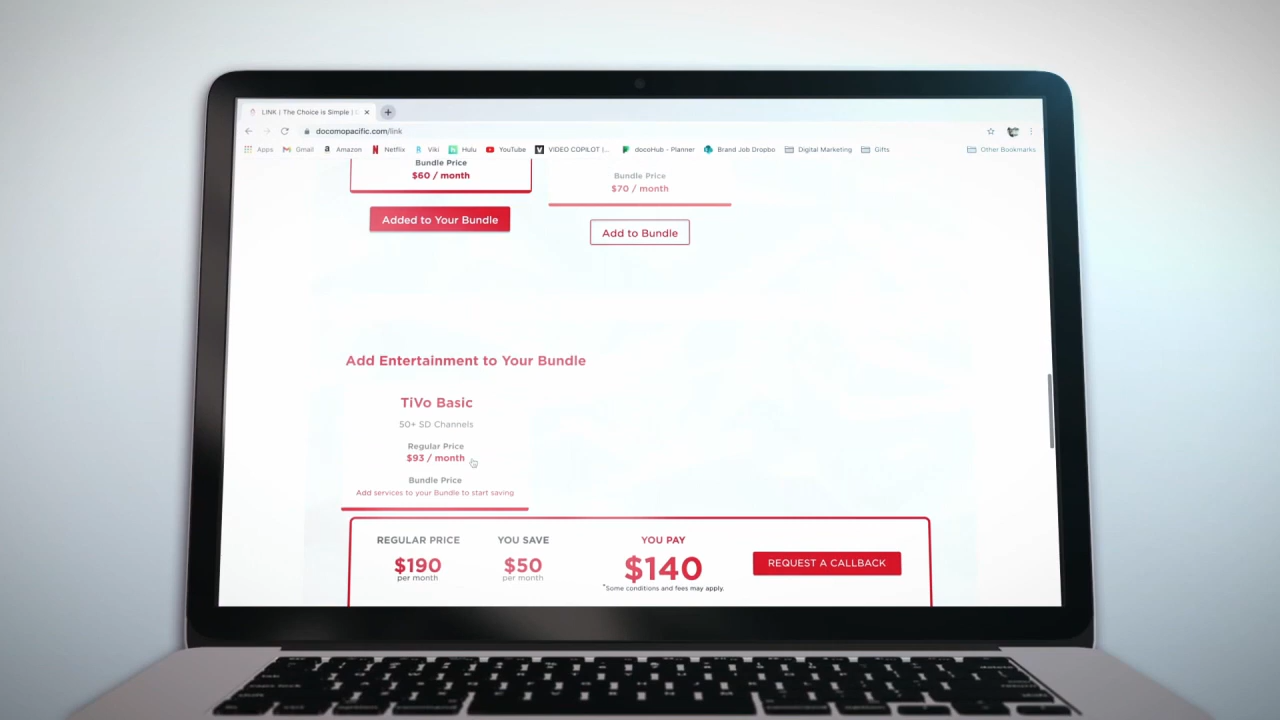 LINK | The Choice is Simple |
docomopacific.com/link
Apps Gmail Amazon Netflix Viki Hulu YouTube VIDEO COPILOT |... docoHub - Planner Brand Job Dropbo Digital Marketing Gifts Other Bookmarks
Bundle Price
$60 / month
Added to Your Bundle
Bundle Price
$70 / month
Add to Bundle
Add Entertainment to Your Bundle
TiVo Basic
50+ SD Channels
Regular Price
$93 / month
Bundle Price
Add services to your Bundle to start saving
REGULAR PRICE
$190
per month
YOU SAVE
$50
per month
YOU PAY
$140
*Some conditions and fees may apply.
REQUEST A CALLBACK